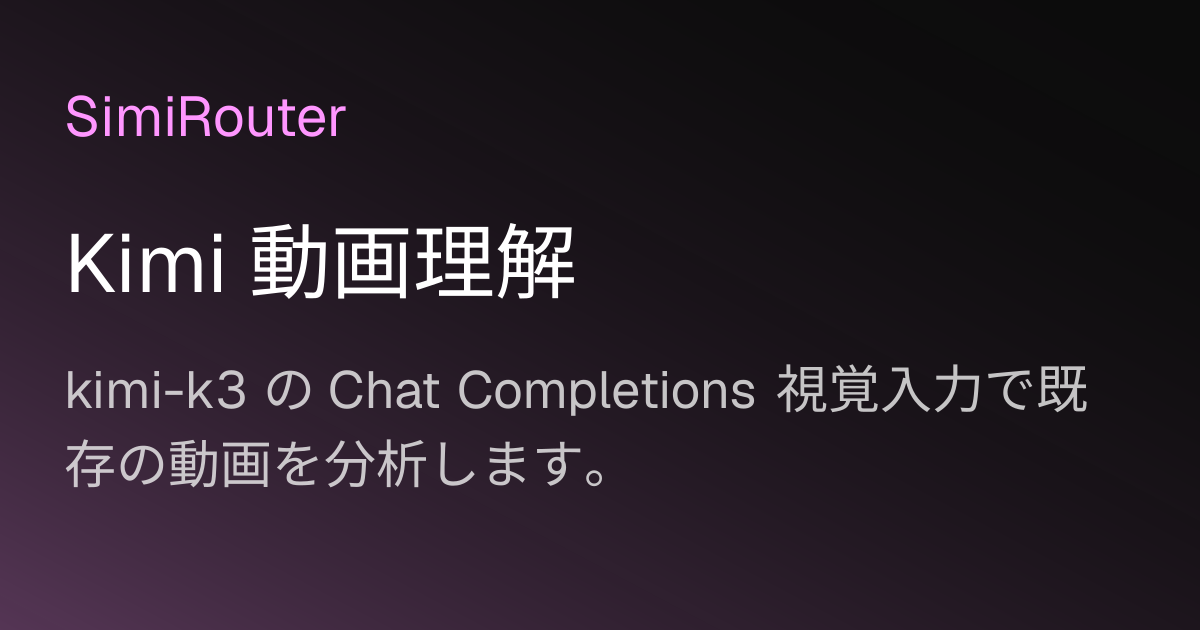 SimiRouter
Kimi 動画理解
kimi-k3 の Chat Completions 視覚入力で既
存の動画を分析します。